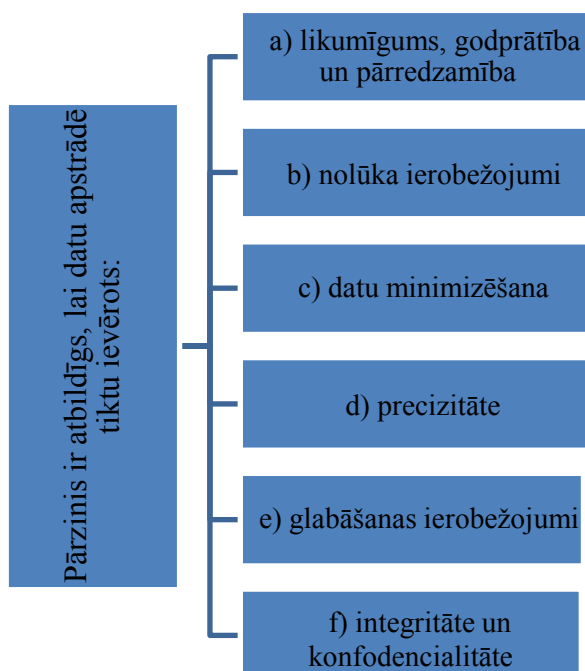 Pārzinis ir atbildīgs, lai datu apstrādē
tiktu ievērots:
a) likumīgums, godprātība
un pārredzamība
b) nolūka ierobežojumi
c) datu minimizēšana
d) precizitāte
e) glabāšanas ierobežojumi
f) integritāte un
konfodencialitāte